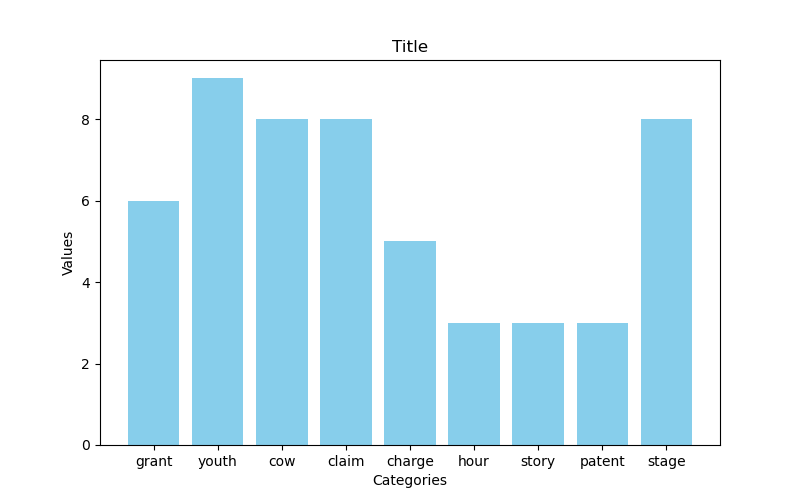 Title
Values
8
6
4
2
0
grant youth cow claim charge hour story patent stage
Categories